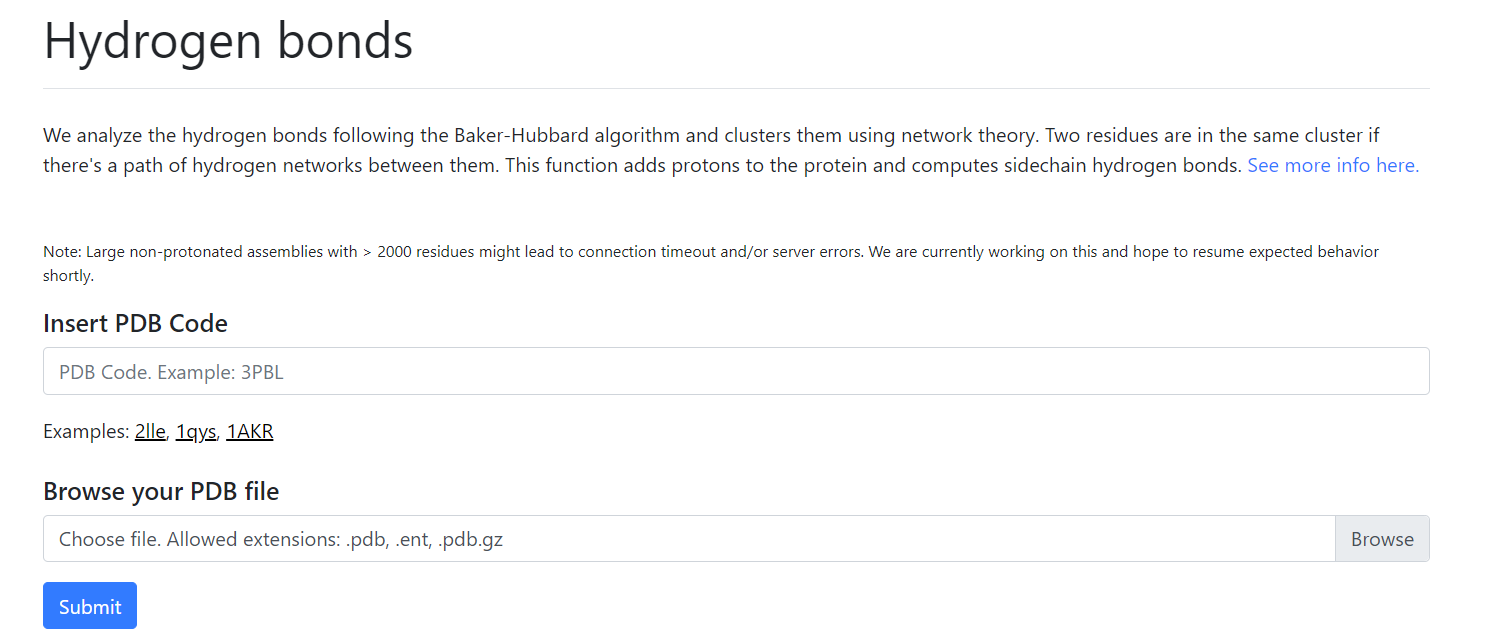 Hydrogen bonds
We analyze the hydrogen bonds following the Baker-Hubbard algorithm and clusters them using network theory. Two residues are in the same cluster if
there's a path of hydrogen networks between them. This function adds protons to the protein and computes sidechain hydrogen bonds. See more info here.
Note: Large non-protonated assemblies with > 2000 residues might lead to connection timeout and/or server errors. We are currently working on this and hope to resume expected behavior
shortly.
Insert PDB Code
PDB Code. Example: 3PBL
Examples: 2lle, 1qys, 1AKR
Browse your PDB file
Choose file. Allowed extensions: .pdb, .ent, .pdb.gz Browse
Submit